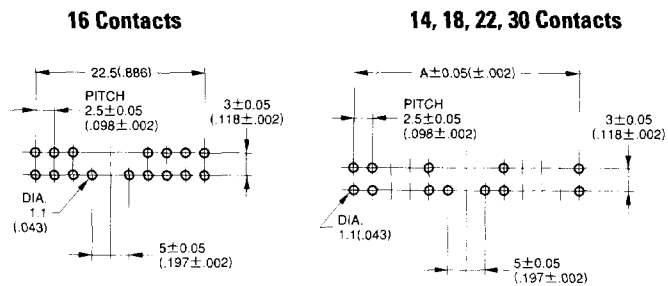 16 Contacts
22.5(.886)
PITCH
2.5±0.05
(.098±.002)
3±0.05
(.118±.002)
DIA.
1.1
(.043)
5±0.05
(.197±.002)
14, 18, 22, 30 Contacts
A±0.05(±.002)
PITCH
2.5±0.05
(.098±.002)
3±0.05
(.118±.002)
DIA.
1.1(.043)
5±0.05
(.197±.002)